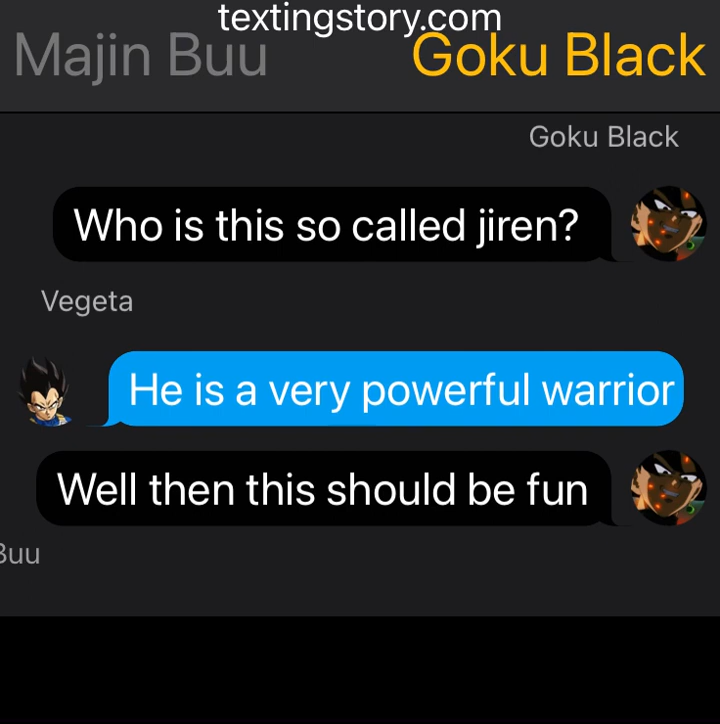 textingstory.com
Majin Buu Goku Black
Goku Black
Who is this so called jiren?
Vegeta
He is a very powerful warrior
Well then this should be fun
Buu